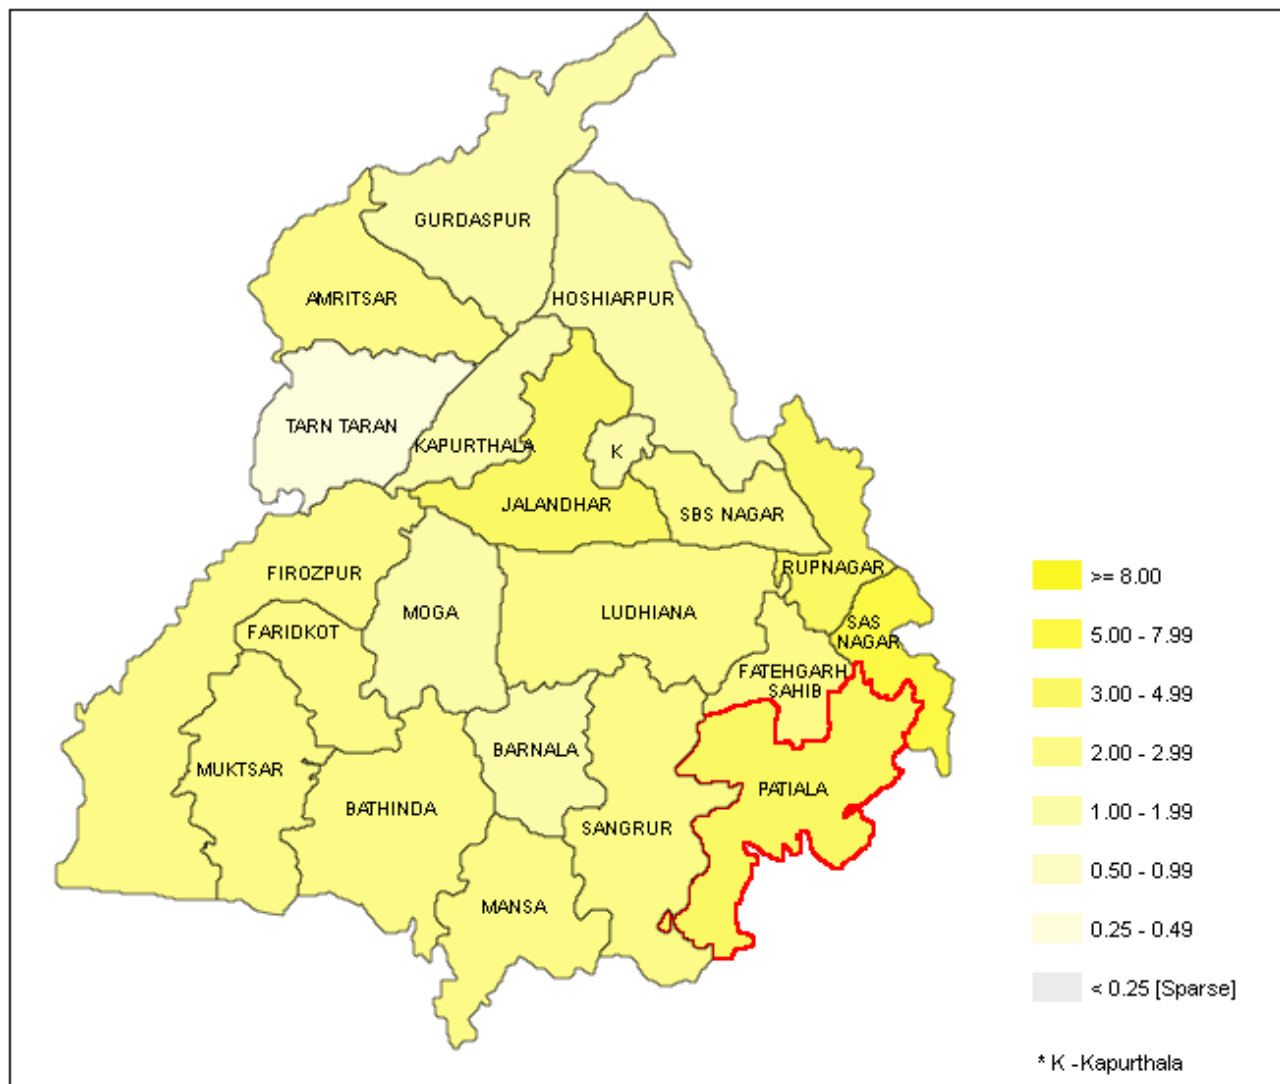 GURDASPUR
AMRITSAR
HOSHIARPUR
TARN TARAN
KAPURTHALA
K
JALANDHAR
SBS NAGAR
FIROZPUR
RUPNAGAR
MOGA
LUDHIANA
FARIDKOT
SAS
NAGAR
FATEHGARH
SAHIB
BARNALA
MUKTSAR
PATIALA
BATHINDA
SANGRUR
MANSA
>= 8.00
5.00 - 7.99
3.00 - 4.99
2.00 - 2.99
1.00 - 1.99
0.50 - 0.99
0.25 - 0.49
< 0.25 [Sparse]
* K -Kapurthala